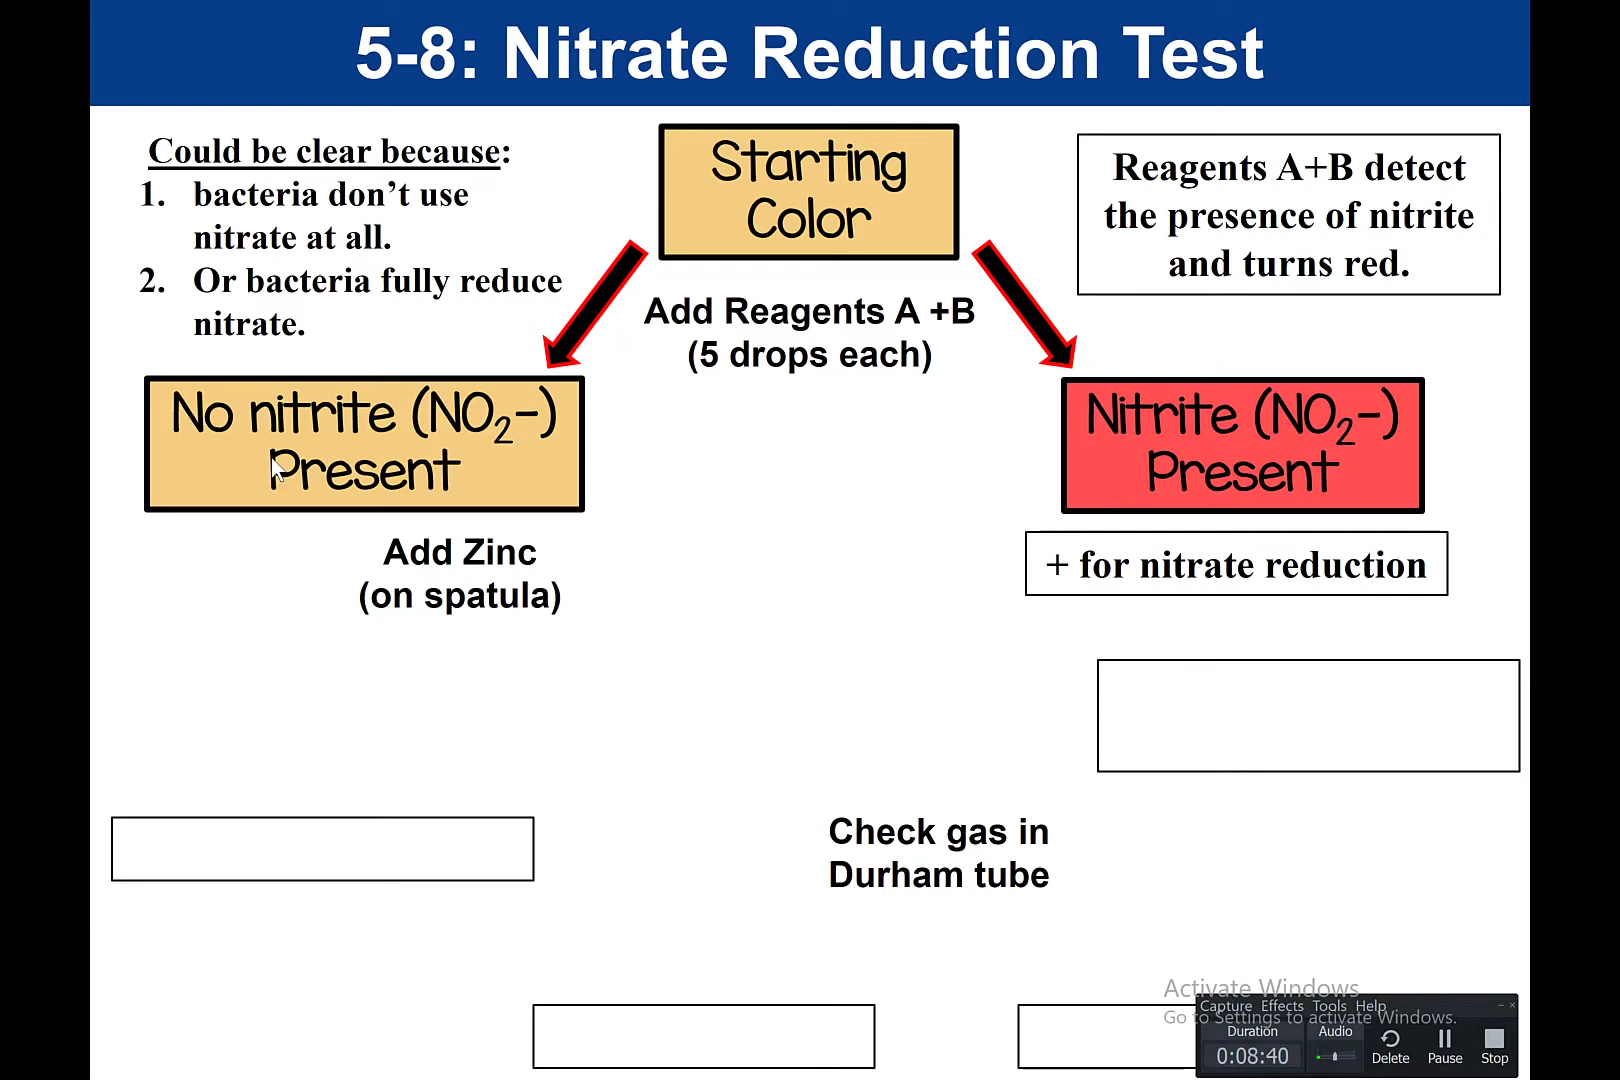 5-8: Nitrate Reduction Test
Could be clear because:
1. bacteria don’t use
nitrate at all.
2. Or bacteria fully reduce
nitrate.
Starting
Color
Reagents A+B detect
the presence of nitrite
and turns red.
Add Reagents A +B
(5 drops each)
No nitrite (NO₂-)
Present
Nitrite (NO₂-)
Present
Add Zinc
(on spatula)
+ for nitrate reduction
Check gas in
Durham tube
Activate Windows
Go to Settings to activate Windows.
Capture Effects Tools Help
Duration
Audio
0:08:40
Delete
Pause
Stop